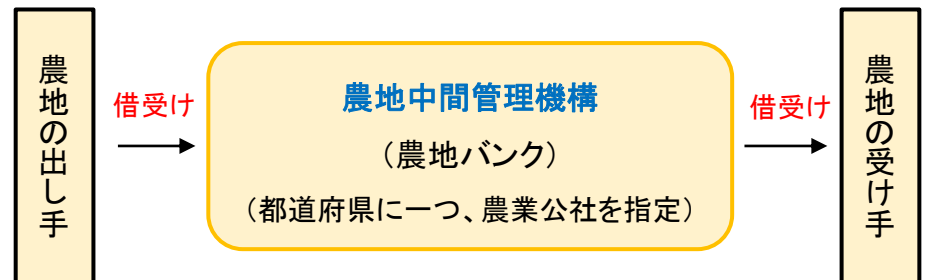 農地の出し手
借受け
農地中間管理機構
（農地バンク）
（都道府県に一つ、農業公社を指定）
借受け
農地の受け手